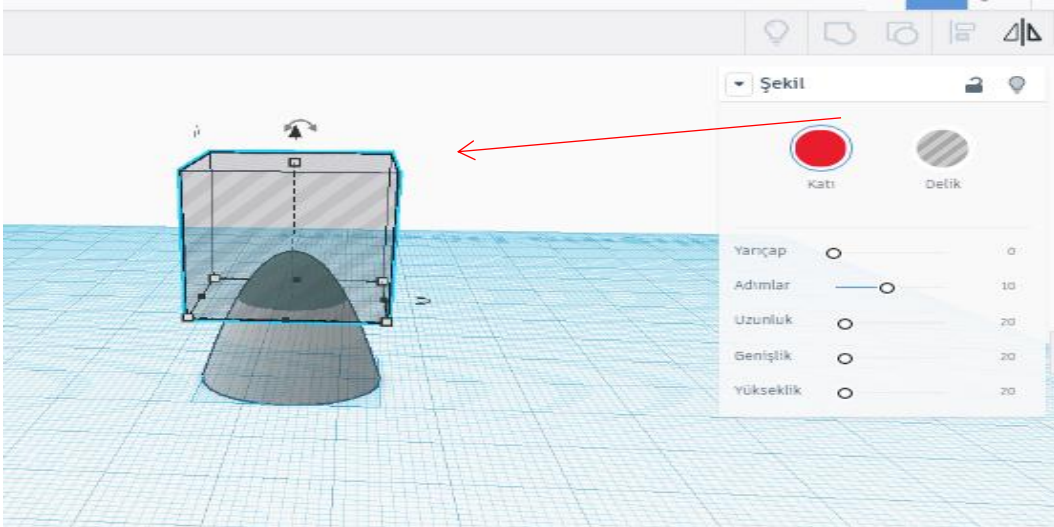 Şekil
Katı
Delik
Yarıçap 0
Adımlar 10
Uzunluk 20
Genişlik 20
Yükseklik 20